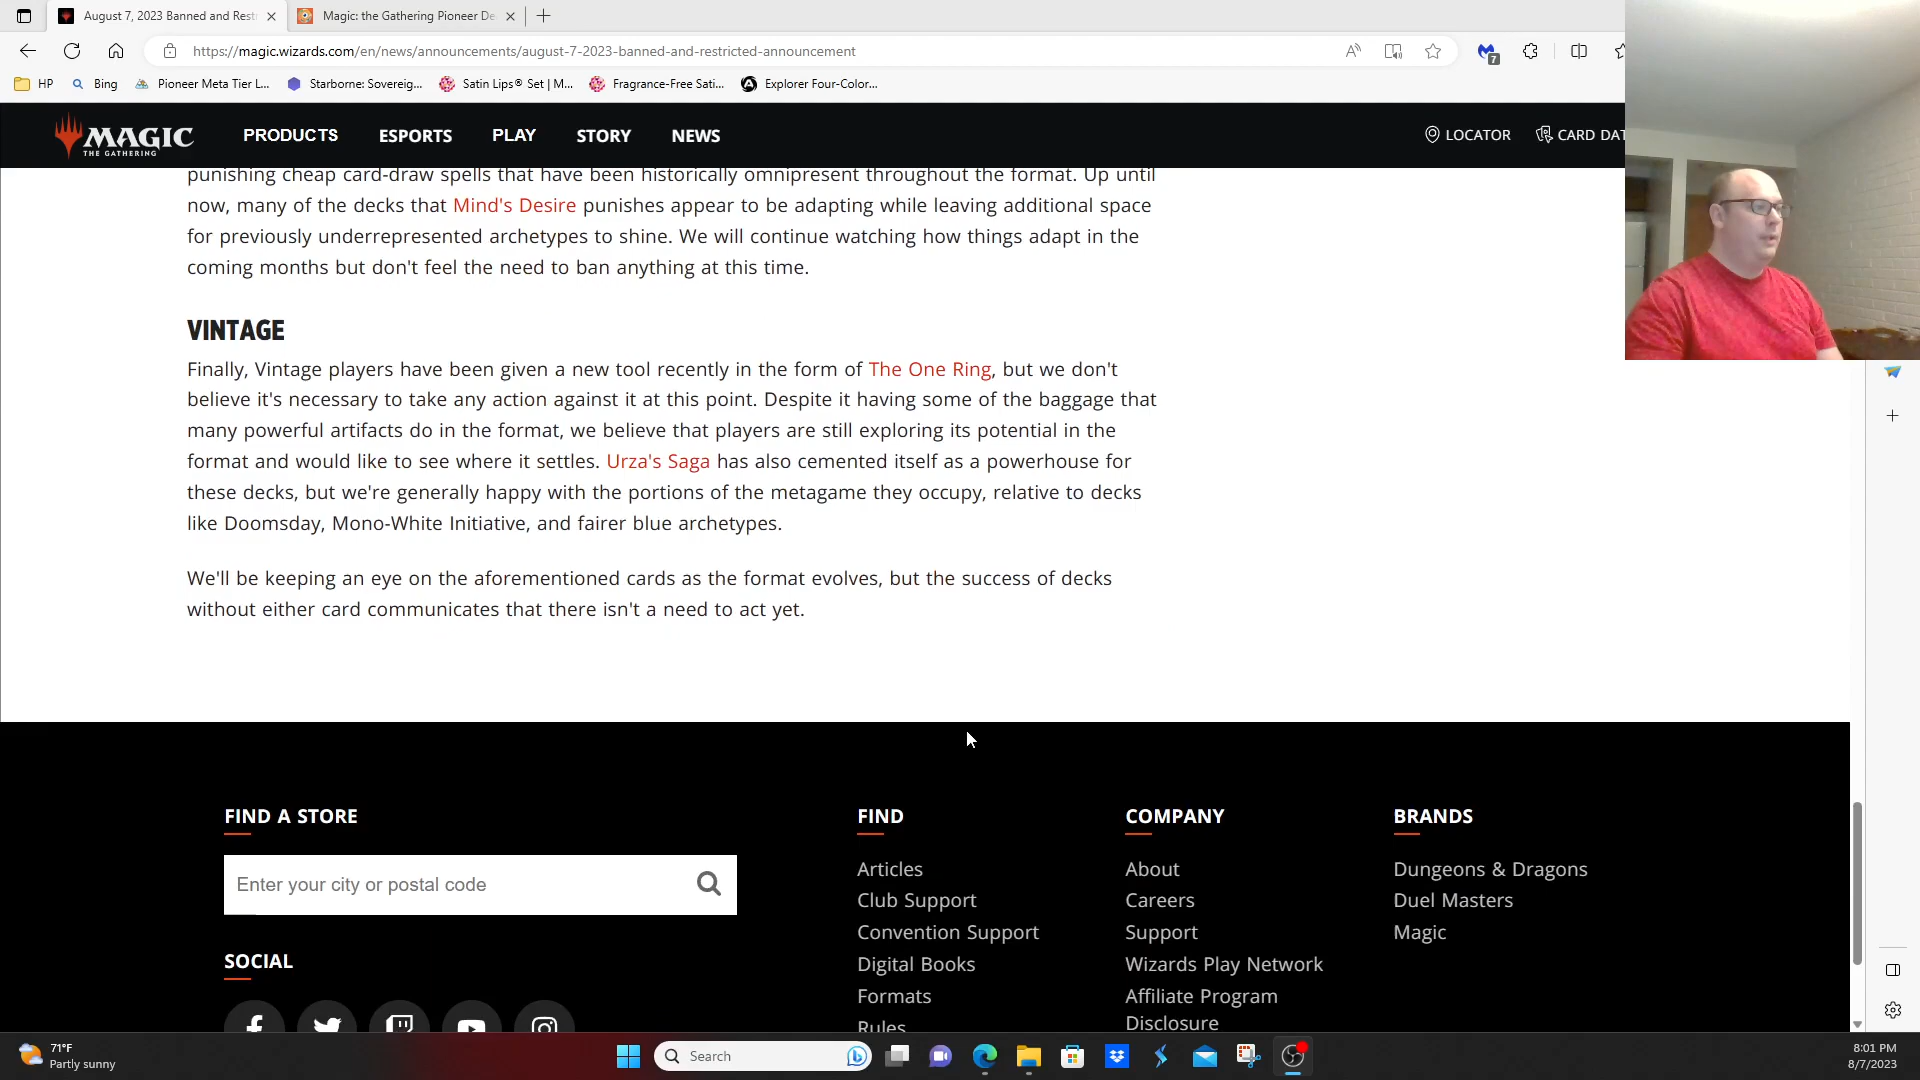 August 7, 2023 Banned and Restr
Magic: the Gathering Pioneer De
https://magic.wizards.com/en/news/announcements/august-7-2023-banned-and-restricted-announcement
7
HP
Bing
Pioneer Meta Tier L...
Starborne: Sovereig...
Satin Lips® Set | M...
Fragrance-Free Sati...
Explorer Four-Color...
MAGIC
THE GATHERING
PRODUCTS
ESPORTS
PLAY
STORY
NEWS
LOCATOR
CARD DAT
punishing cheap card-draw spells that have been historically omnipresent throughout the format. Up until
now, many of the decks that Mind's Desire punishes appear to be adapting while leaving additional space
for previously underrepresented archetypes to shine. We will continue watching how things adapt in the
coming months but don't feel the need to ban anything at this time.
VINTAGE
Finally, Vintage players have been given a new tool recently in the form of The One Ring, but we don't
believe it's necessary to take any action against it at this point. Despite it having some of the baggage that
many powerful artifacts do in the format, we believe that players are still exploring its potential in the
format and would like to see where it settles. Urza's Saga has also cemented itself as a powerhouse for
these decks, but we're generally happy with the portions of the metagame they occupy, relative to decks
like Doomsday, Mono-White Initiative, and fairer blue archetypes.
We'll be keeping an eye on the aforementioned cards as the format evolves, but the success of decks
without either card communicates that there isn't a need to act yet.
FIND A STORE
Enter your city or postal code
SOCIAL
FIND
Articles
Club Support
Convention Support
Digital Books
Formats
Rules
COMPANY
About
Careers
Support
Wizards Play Network
Affiliate Program
Disclosure
BRANDS
Dungeons & Dragons
Duel Masters
Magic
71°F
Partly sunny
Search
8:01 PM
8/7/2023